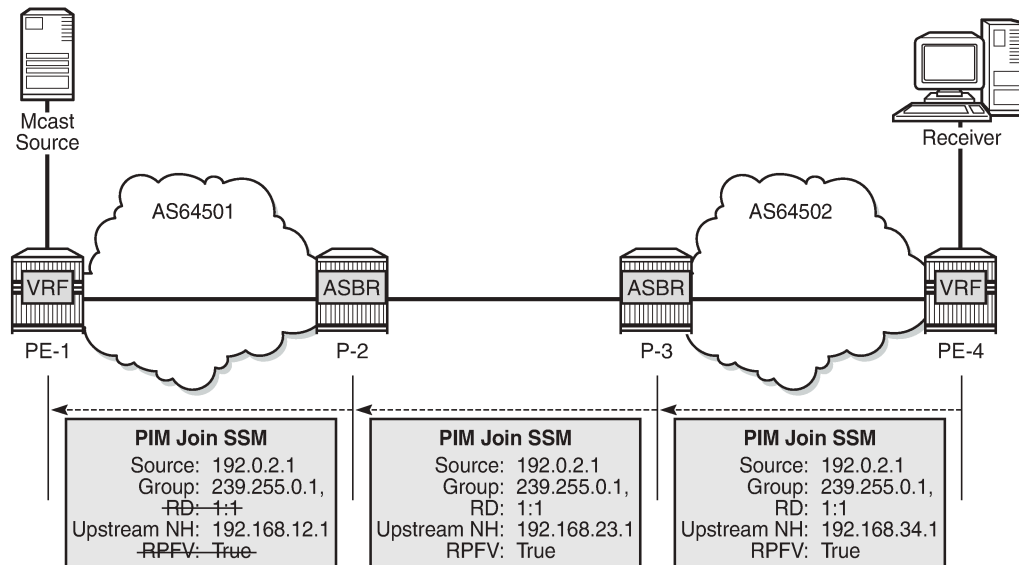 Mcast
Source
Receiver
AS64501
AS64502
VRF
ASBR
ASBR
VRF
PE-1
P-2
P-3
PE-4
PIM Join SSM
Source: 192.0.2.1
Group: 239.255.0.1,
RD: 1:1
Upstream NH: 192.168.12.1
RPFV: True
PIM Join SSM
Source: 192.0.2.1
Group: 239.255.0.1,
RD: 1:1
Upstream NH: 192.168.23.1
RPFV: True
PIM Join SSM
Source: 192.0.2.1
Group: 239.255.0.1,
RD: 1:1
Upstream NH: 192.168.34.1
RPFV: True